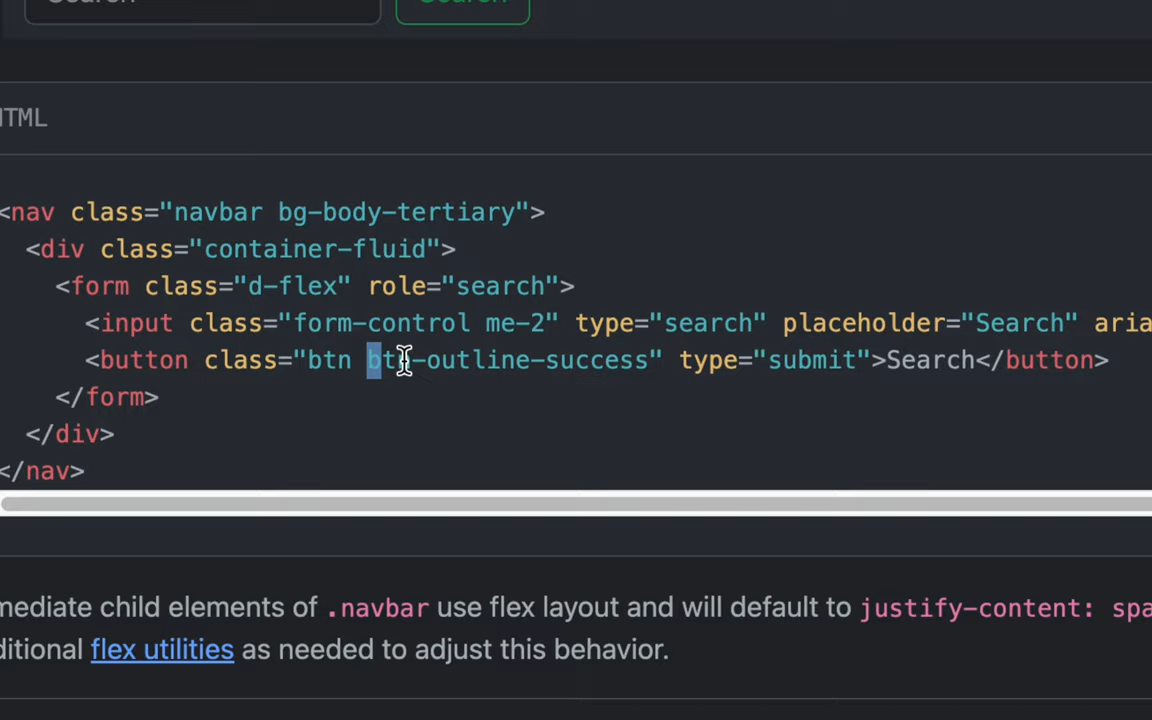 Search Search
HTML
<nav class="navbar bg-body-tertiary">
<div class="container-fluid">
<form class="d-flex" role="search">
<input class="form-control me-2" type="search" placeholder="Search" aria
<button class="btn btn-outline-success" type="submit">Search</button>
</form>
</div>
</nav>
mediate child elements of .navbar use flex layout and will default to justify-content: spa
ditional flex utilities as needed to adjust this behavior.